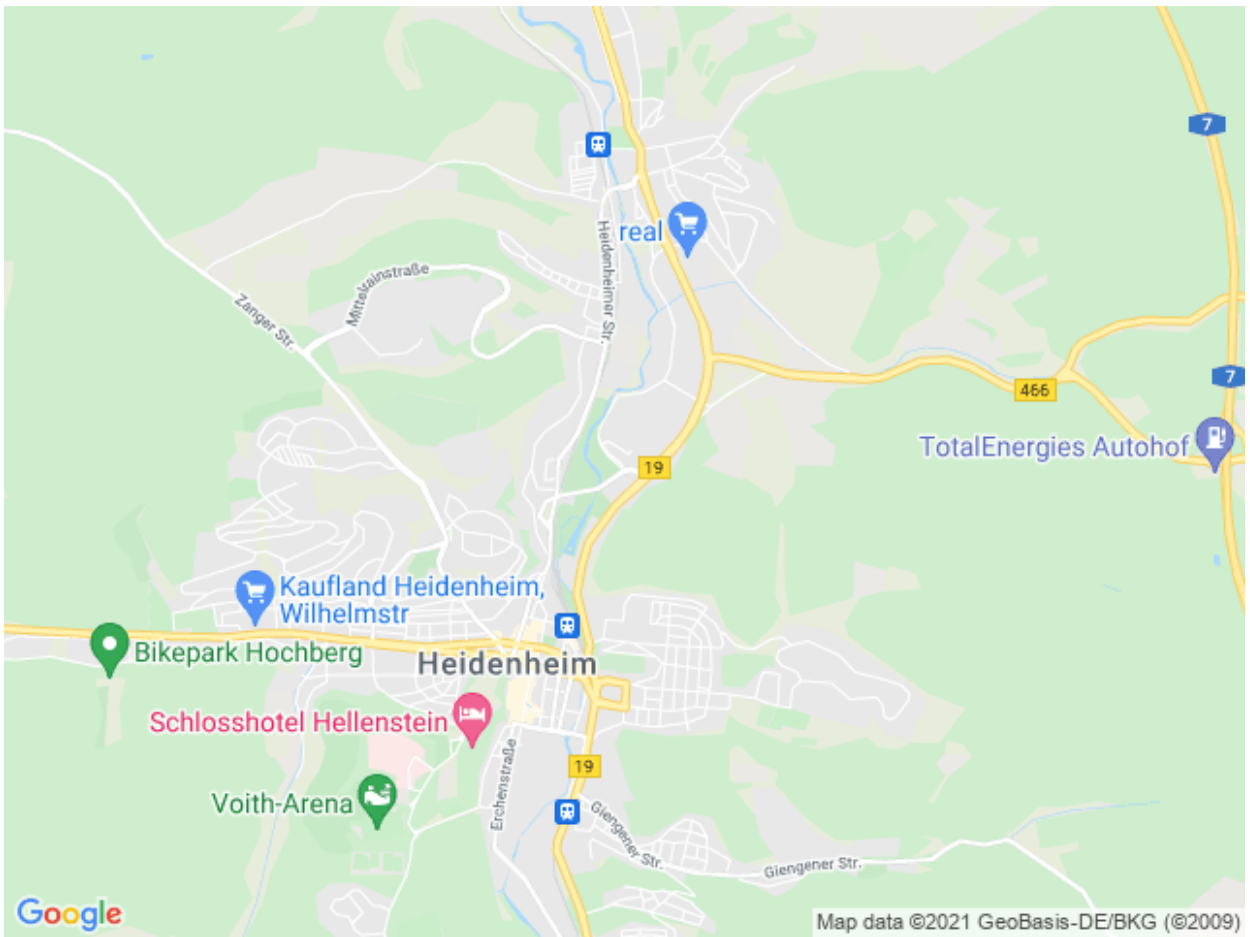 7
real
Heidenheimer Str.
Mittelrainstraße
Zanger Str.
7
466
TotalEnergies Autohof
19
Kaufland Heidenheim,
Wilhelmstr
Bikepark Hochberg
Heidenheim
Schlosshotel Hellenstein
19
Voith-Arena
Erchenstraße
Giengener Str.
Giengener Str.
Google
Map data ©2021 GeoBasis-DE/BKG (©2009)